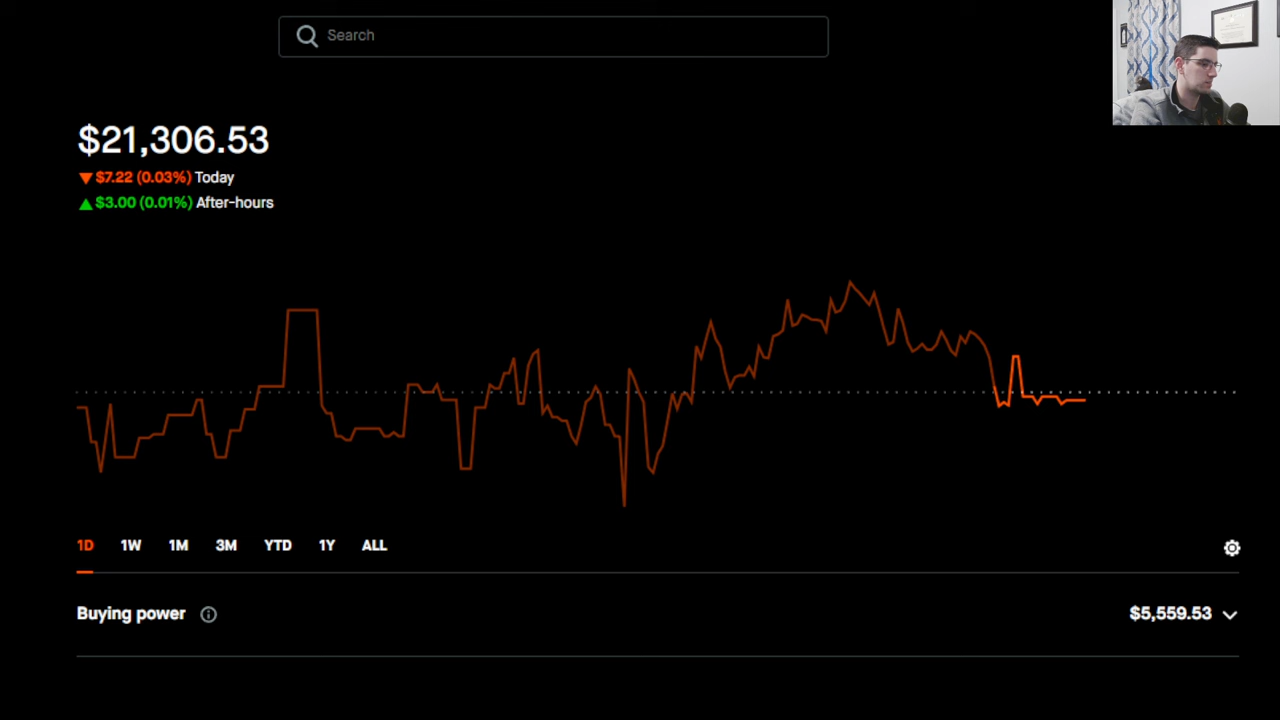 Search
$21,306.53
▼ $7.22 (0.03%) Today
▲ $3.00 (0.01%) After-hours
1D 1W 1M 3M YTD 1Y ALL
Buying power $5,559.53